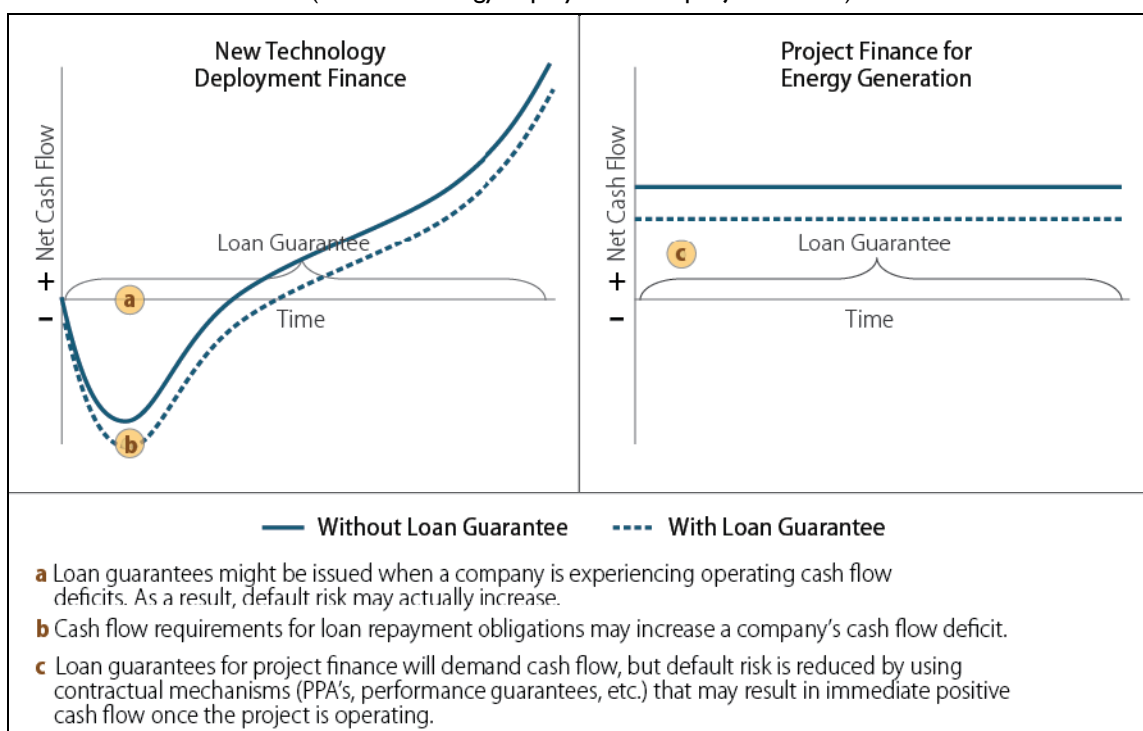 New Technology
Deployment Finance
Net Cash Flow
+
−
Loan Guarantee
a
Time
b
Project Finance for
Energy Generation
Net Cash Flow
+
−
c
Loan Guarantee
Time
Without Loan Guarantee
With Loan Guarantee
a Loan guarantees might be issued when a company is experiencing operating cash flow
deficits. As a result, default risk may actually increase.
b Cash flow requirements for loan repayment obligations may increase a company's cash flow deficit.
c Loan guarantees for project finance will demand cash flow, but default risk is reduced by using
contractual mechanisms (PPA's, performance guarantees, etc.) that may result in immediate positive
cash flow once the project is operating.